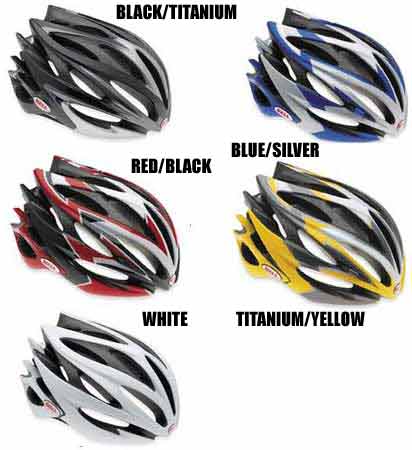 BLACK/TITANIUM
BLUE/SILVER
RED/BLACK
WHITE
TITANIUM/YELLOW